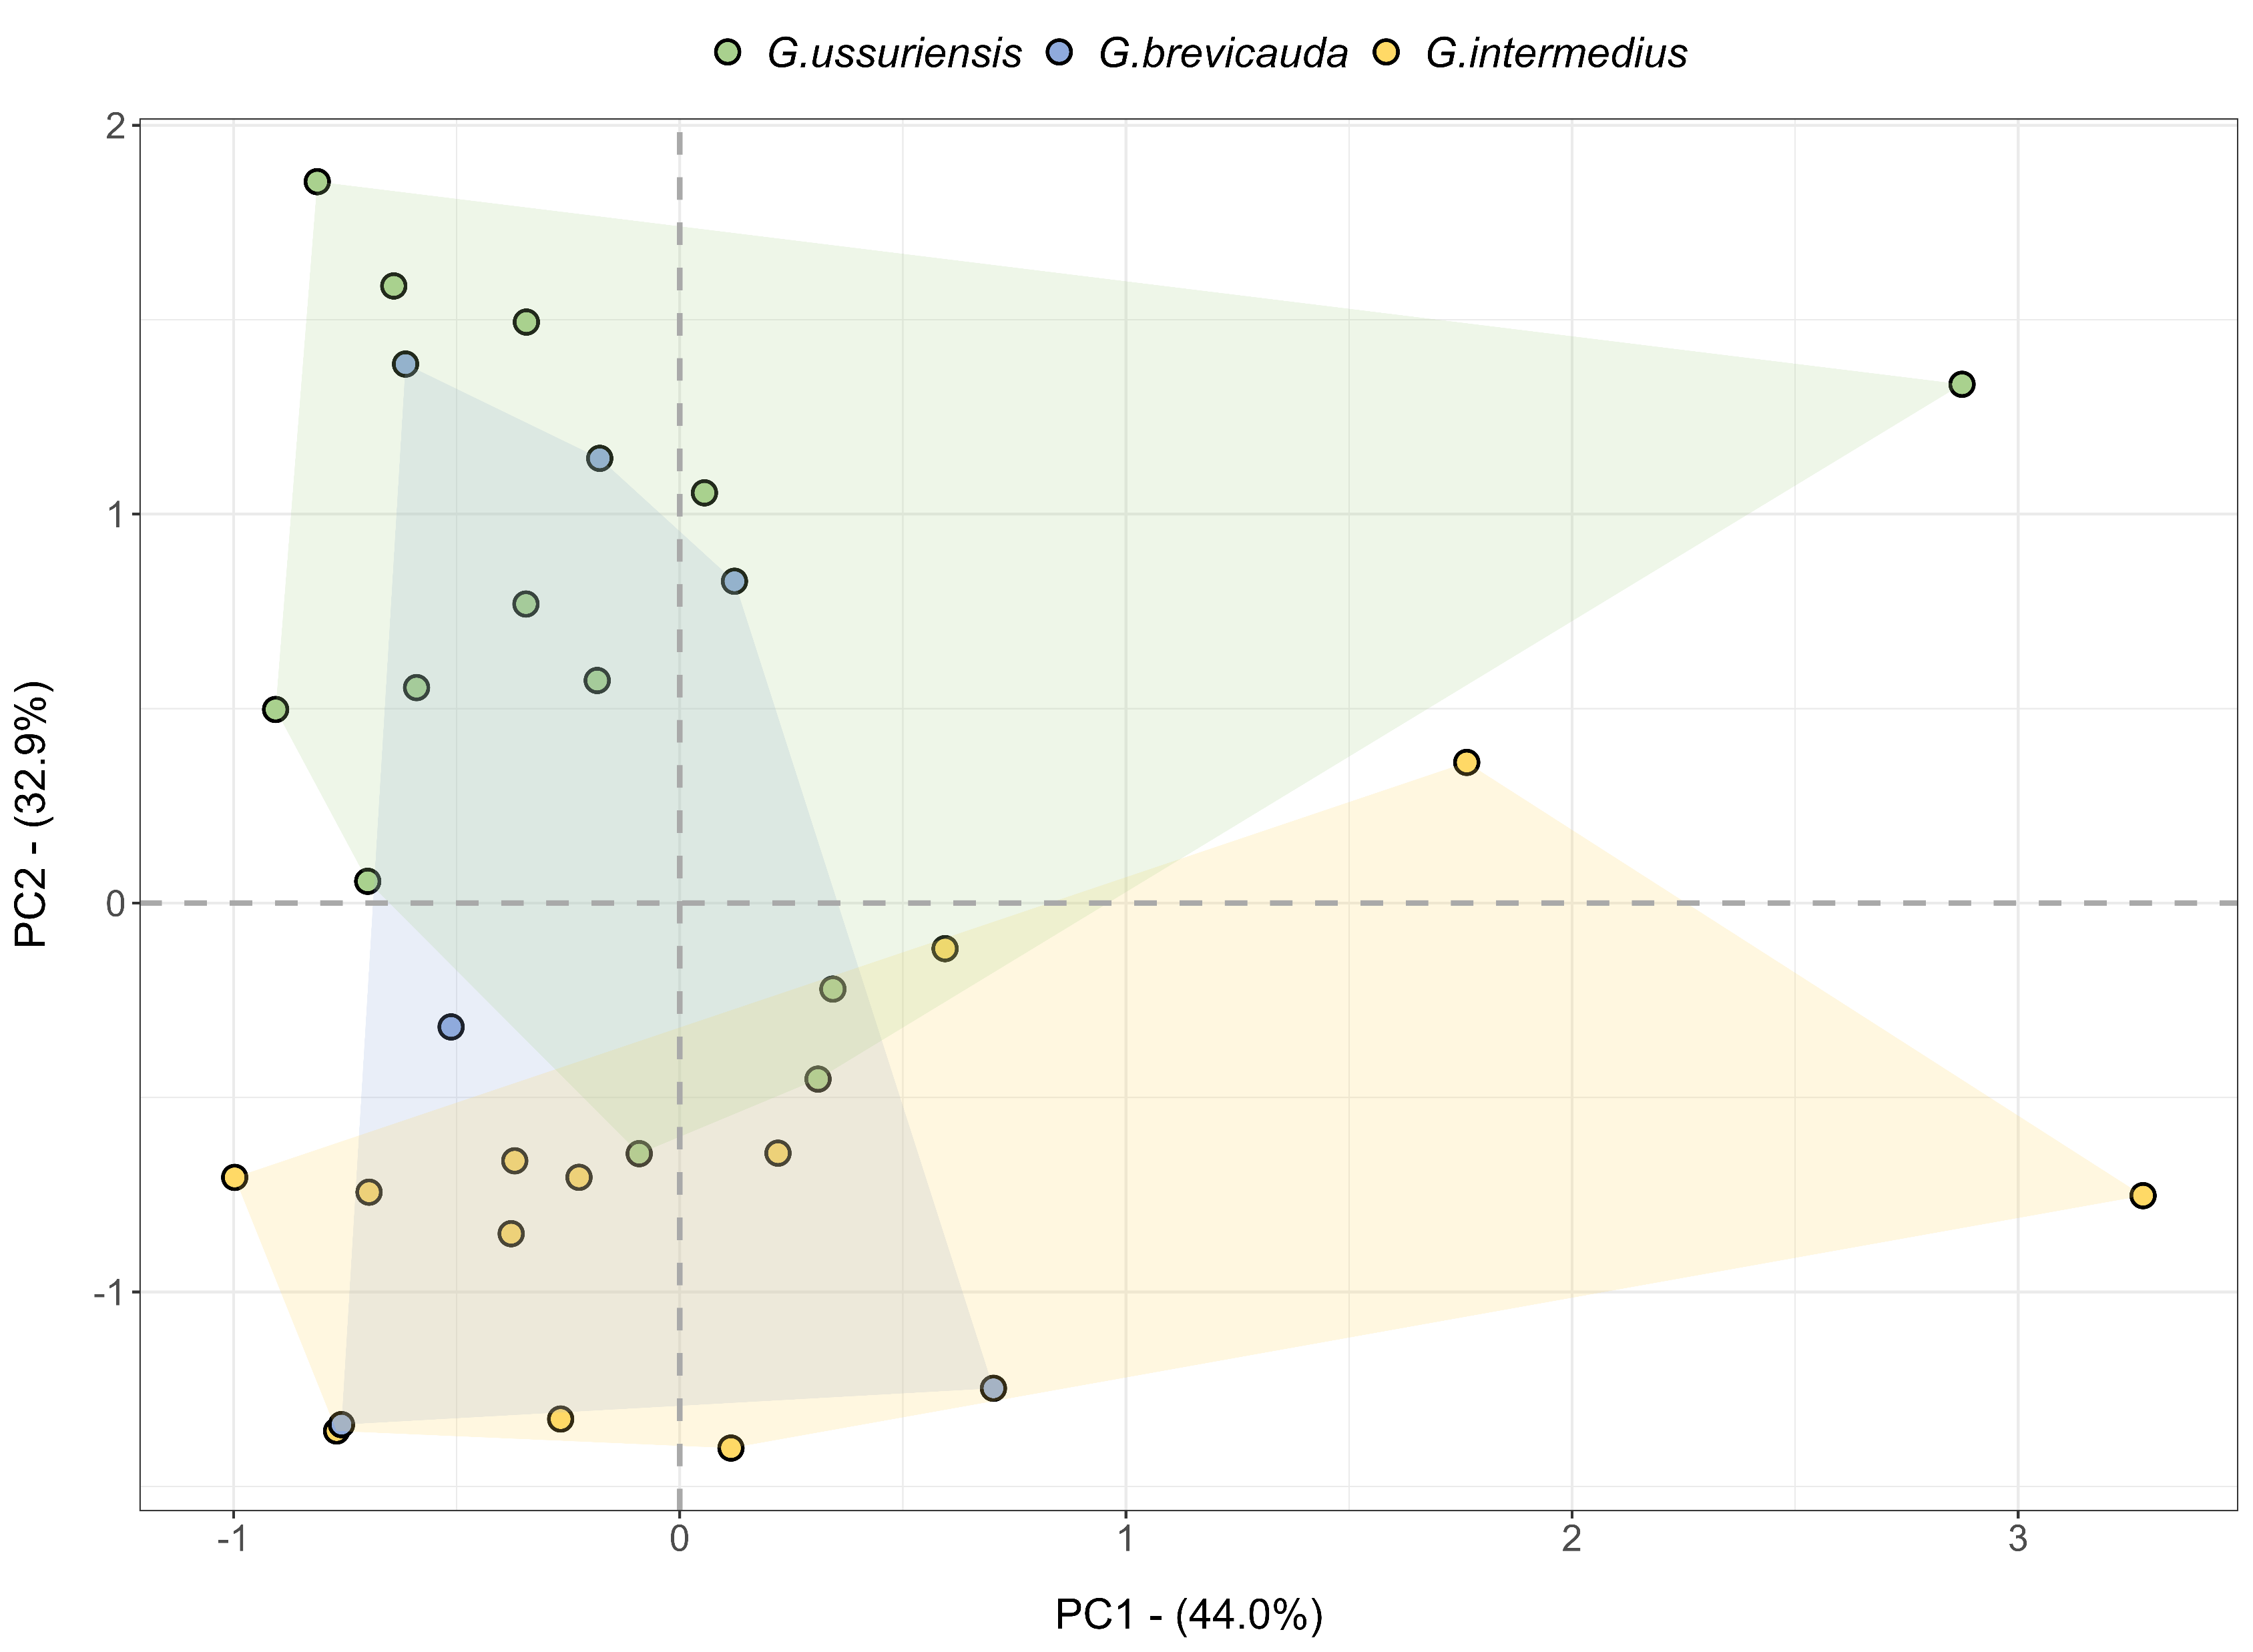 G.ussuriensis G.brevicauda G.intermedius
2
1
0
-1
PC2 - (32.9%)
-1 0 1 2 3
PC1 - (44.0%)